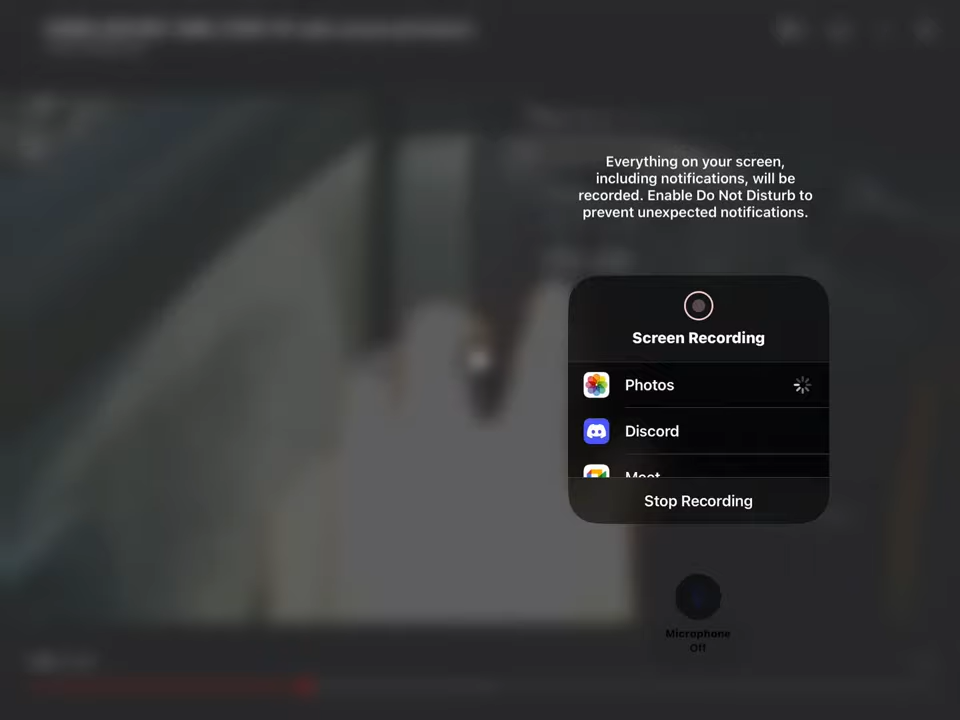 Everything on your screen,
including notifications, will be
recorded. Enable Do Not Disturb to
prevent unexpected notifications.
Screen Recording
Photos
Discord
Meet
Stop Recording
Microphone
Off